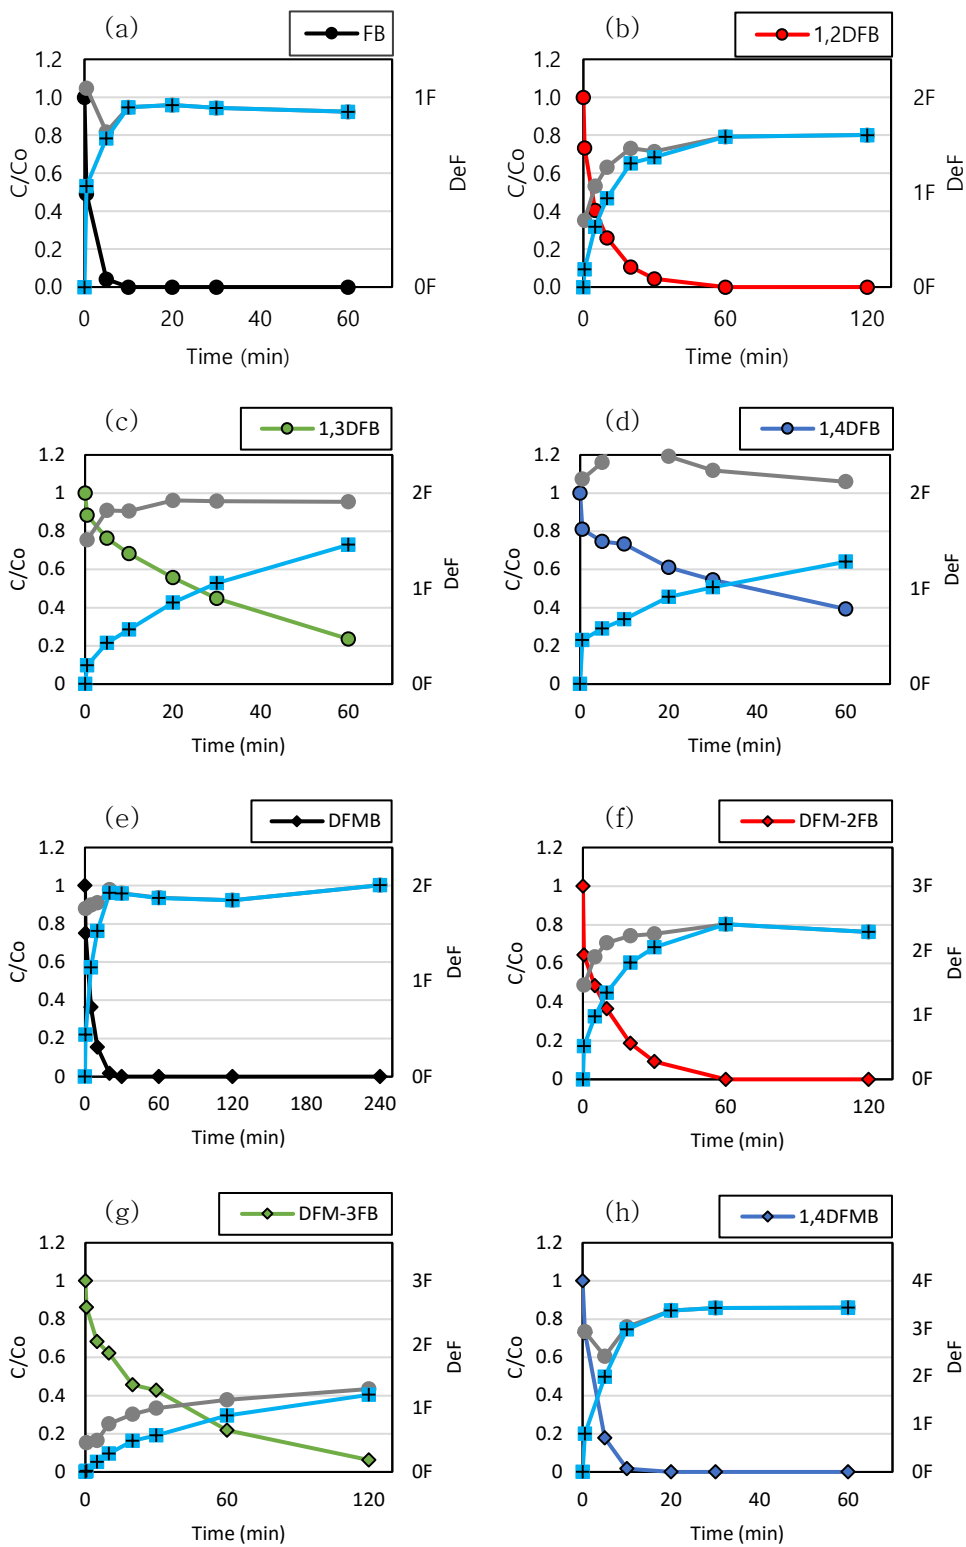 (a)
FB
1.2
1.0
0.8
0.6
0.4
0.2
0.0
C/Co
1F
0F
DeF
0
20
40
60
Time (min)
(b)
1,2DFB
1.2
1.0
0.8
0.6
0.4
0.2
0.0
C/Co
2F
1F
0F
DeF
0
60
120
Time (min)
(c)
1,3DFB
1.2
1
0.8
0.6
0.4
0.2
0
C/Co
2F
1F
0F
DeF
0
20
40
60
Time (min)
(d)
1,4DFB
1.2
1
0.8
0.6
0.4
0.2
0
C/Co
2F
1F
0F
DeF
0
20
40
60
Time (min)
(e)
DFMB
1.2
1
0.8
0.6
0.4
0.2
0
C/Co
2F
1F
0F
DeF
0
60
120
180
240
Time (min)
(f)
DFM-2FB
1.2
1
0.8
0.6
0.4
0.2
0
C/Co
3F
2F
1F
0F
DeF
0
60
120
Time (min)
(g)
DFM-3FB
1.2
1
0.8
0.6
0.4
0.2
0
C/Co
3F
2F
1F
0F
DeF
0
60
120
Time (min)
(h)
1,4DFMB
1.2
1
0.8
0.6
0.4
0.2
0
C/Co
4F
3F
2F
1F
0F
DeF
0
20
40
60
Time (min)